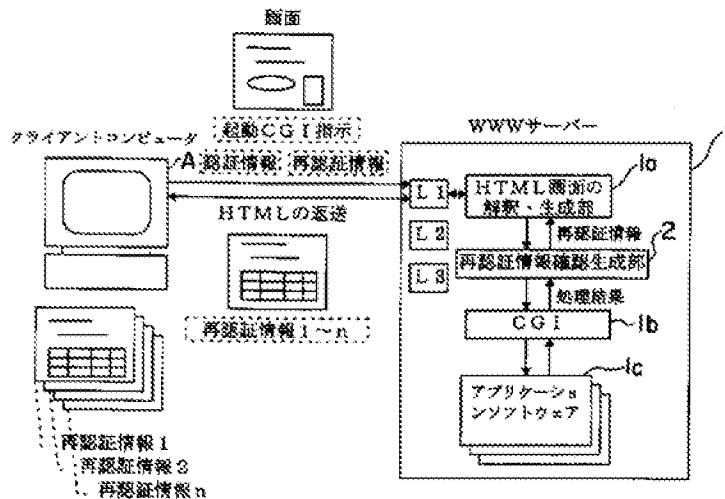 画面
起動CGI指示
クライアントコンピュータ
A
認証情報
再認証情報
HTMLの返送
再認証情報1〜n
再認証情報1
再認証情報2
再認証情報n
WWWサーバー
1a
L1
HTML画面の
解釈、生成部
L2
再認証情報
2
L3
再認証情報確認生成部
処理結果
CGI
1b
1c
アプリケーショ
ンソフトウェア